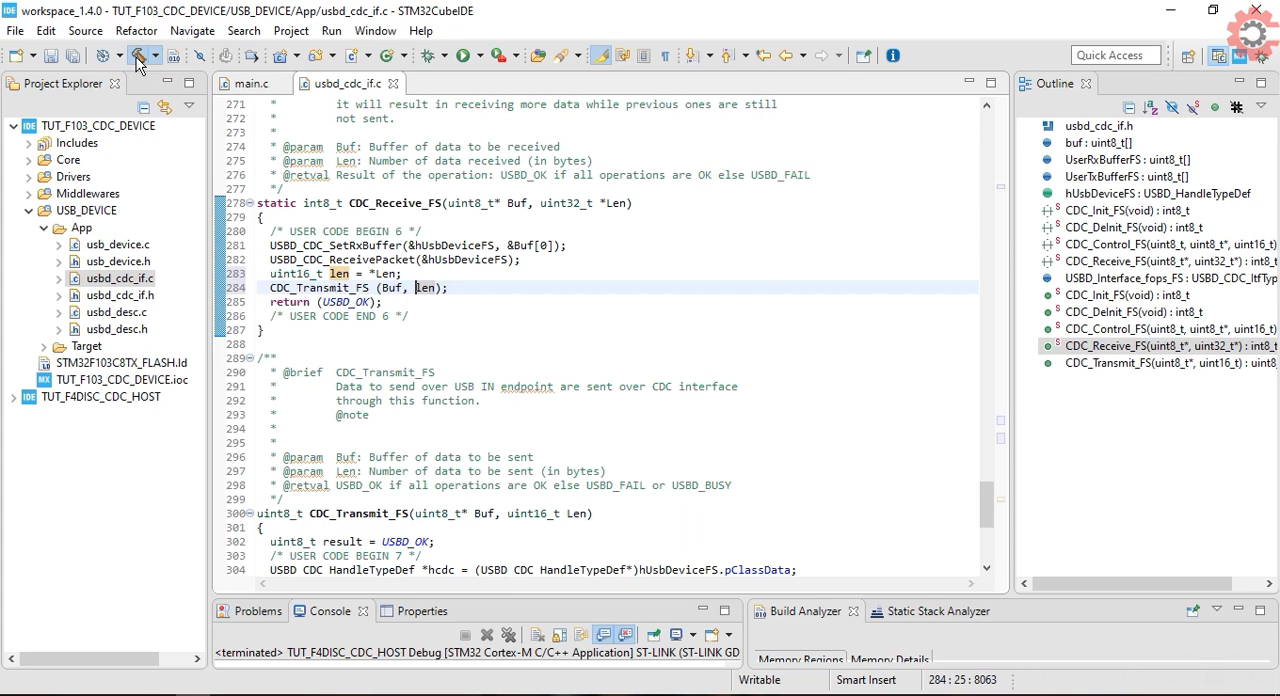 workspace_1.4.0 - TUT_F103_CDC_DEVICE/USB_DEVICE/App/usbd_cdc_if.c - STM32CubeIDE
File Edit Source Refactor Navigate Search Project Run Window Help
Quick Access
Project Explorer
main.c
usbd_cdc_if.c
Outline
TUT_F103_CDC_DEVICE
Includes
Core
Drivers
Middlewares
USB_DEVICE
App
usb_device.c
usb_device.h
usbd_cdc_if.c
usbd_cdc_if.h
usbd_desc.c
usbd_desc.h
Target
STM32F103C8TX_FLASH.ld
TUT_F103_CDC_DEVICE.ioc
TUT_F4DISC_CDC_HOST
271 * it will result in receiving more data while previous ones are still
272 * not sent.
273 *
274 * @param Buf: Buffer of data to be received
275 * @param Len: Number of data received (in bytes)
276 * @retval Result of the operation: USBD_OK if all operations are OK else USBD_FAIL
277 */
278 static int8_t CDC_Receive_FS(uint8_t* Buf, uint32_t *Len)
279 {
280 /* USER CODE BEGIN 6 */
281 USBD_CDC_SetRxBuffer(&hUsbDeviceFS, &Buf[0]);
282 USBD_CDC_ReceivePacket(&hUsbDeviceFS);
283 uint16_t len = *Len;
284 CDC_Transmit_FS (Buf, len);
285 return (USBD_OK);
286 /* USER CODE END 6 */
287 }
288
289 /**
290 * @brief CDC_Transmit_FS
291 * Data to send over USB IN endpoint are sent over CDC interface
292 * through this function.
293 * @note
294 *
295 *
296 * @param Buf: Buffer of data to be sent
297 * @param Len: Number of data to be sent (in bytes)
298 * @retval USBD_OK if all operations are OK else USBD_FAIL or USBD_BUSY
299 */
300 uint8_t CDC_Transmit_FS(uint8_t* Buf, uint16_t Len)
301 {
302 uint8_t result = USBD_OK;
303 /* USER CODE BEGIN 7 */
304 USBD_CDC_HandleTypeDef *hcdc = (USBD_CDC_HandleTypeDef*)hUsbDeviceFS.pClassData;
usbd_cdc_if.h
buf : uint8_t[]
UserRxBufferFS : uint8_t[]
UserTxBufferFS : uint8_t[]
hUsbDeviceFS : USBD_HandleTypeDef
CDC_Init_FS(void) : int8_t
CDC_DeInit_FS(void) : int8_t
CDC_Control_FS(uint8_t, uint8_t*, uint16_t)
CDC_Receive_FS(uint8_t*, uint32_t*) : int8_t
USBD_Interface_fops_FS : USBD_CDC_ItfTyp
CDC_Init_FS(void) : int8_t
CDC_DeInit_FS(void) : int8_t
CDC_Control_FS(uint8_t, uint8_t*, uint16_t)
CDC_Receive_FS(uint8_t*, uint32_t*) : int8_t
CDC_Transmit_FS(uint8_t*, uint16_t) : uint8_
Problems Console Properties
<terminated> TUT_F4DISC_CDC_HOST Debug [STM32 Cortex-M C/C++ Application] ST-LINK (ST-LINK GD
Build Analyzer Static Stack Analyzer
Memory Regions Memory Details
Writable Smart Insert 284 : 25 : 8063